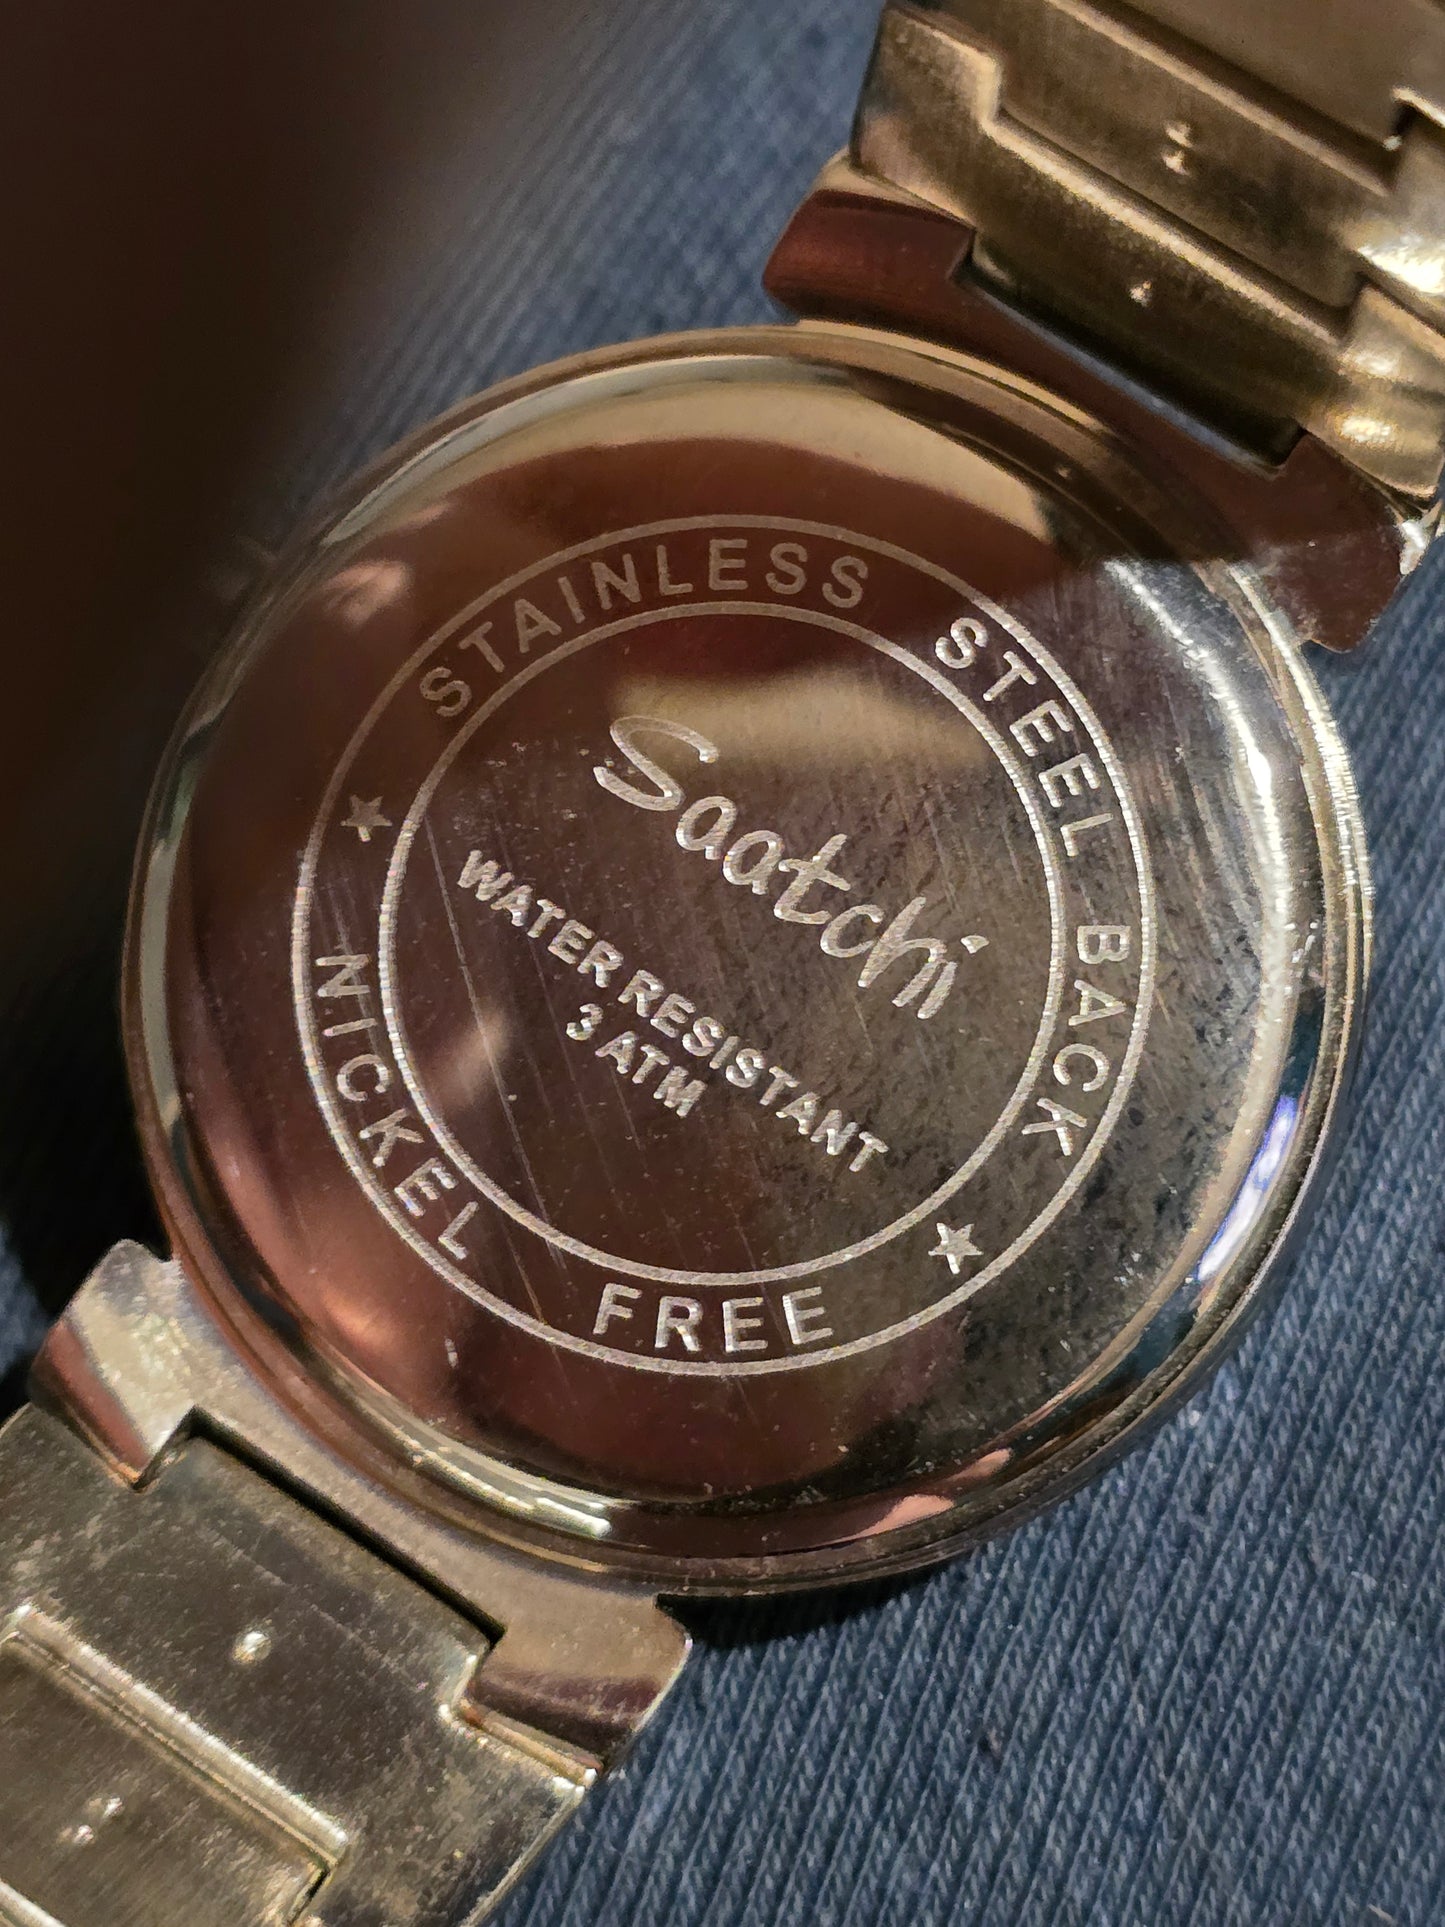 STAINLESS STEEL BACK
Saatchi
WATER RESISTANT
3 ATM
NICKEL FREE